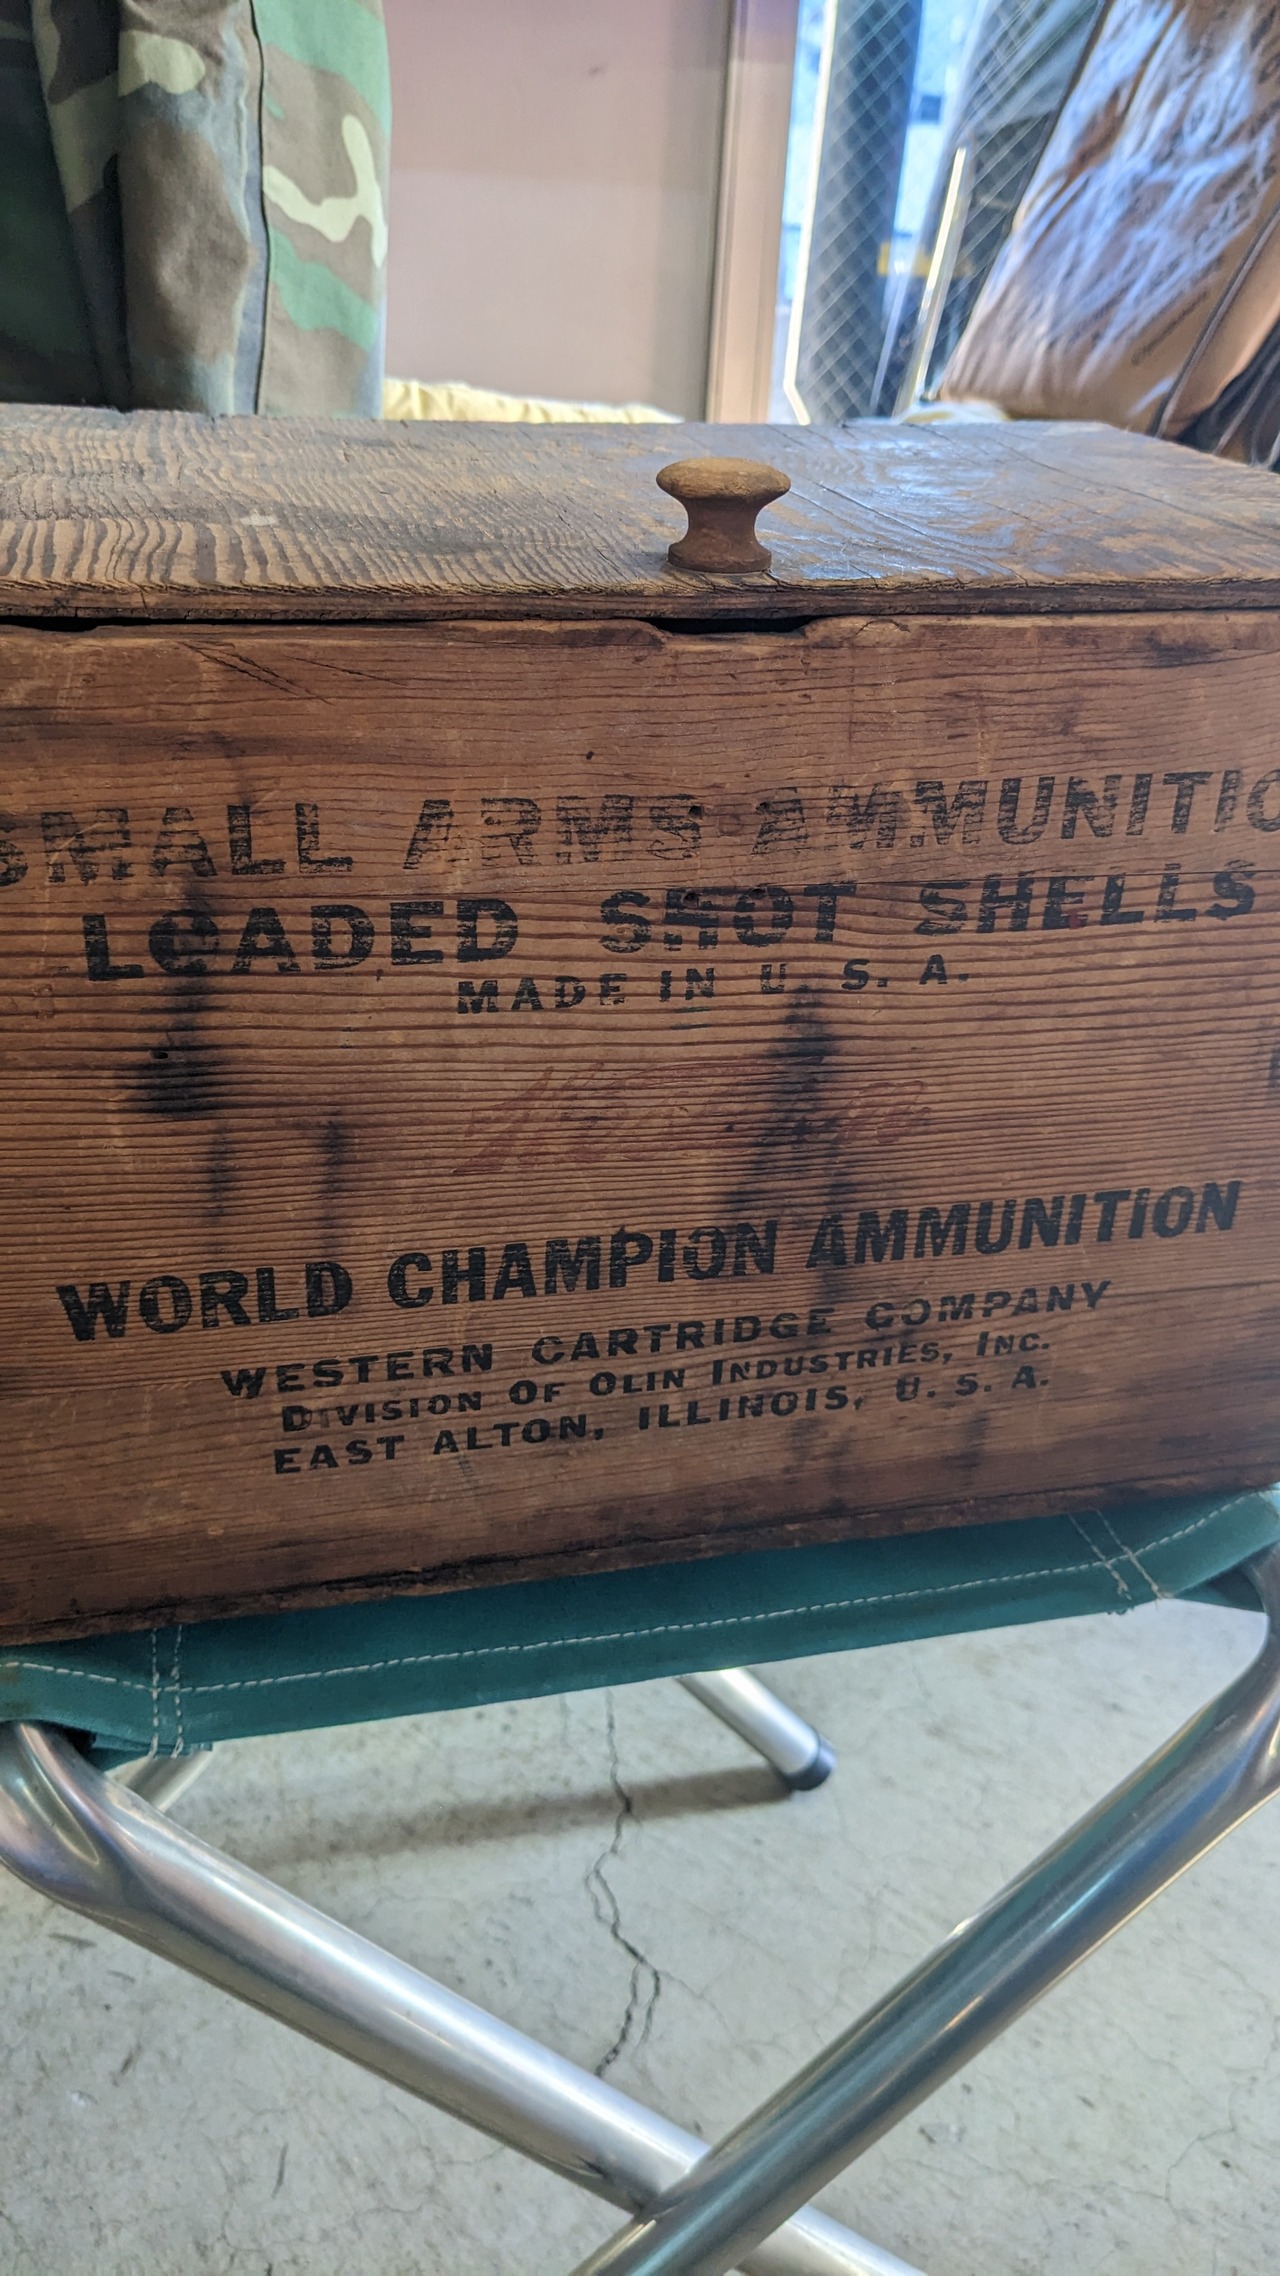 SMALL ARMS AMMUNITIO
LOADED SHOT SHELLS
MADE IN U. S. A.
WORLD CHAMPION AMMUNITION
WESTERN CARTRIDGE COMPANY
DIVISION OF OLIN INDUSTRIES, INC.
EAST ALTON, ILLINOIS, U. S. A.